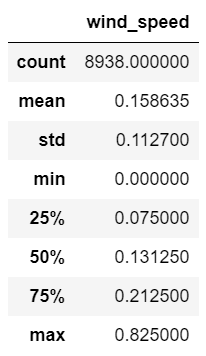 wind_speed
count 8938.000000
mean 0.158635
std 0.112700
min 0.000000
25% 0.075000
50% 0.131250
75% 0.212500
max 0.825000